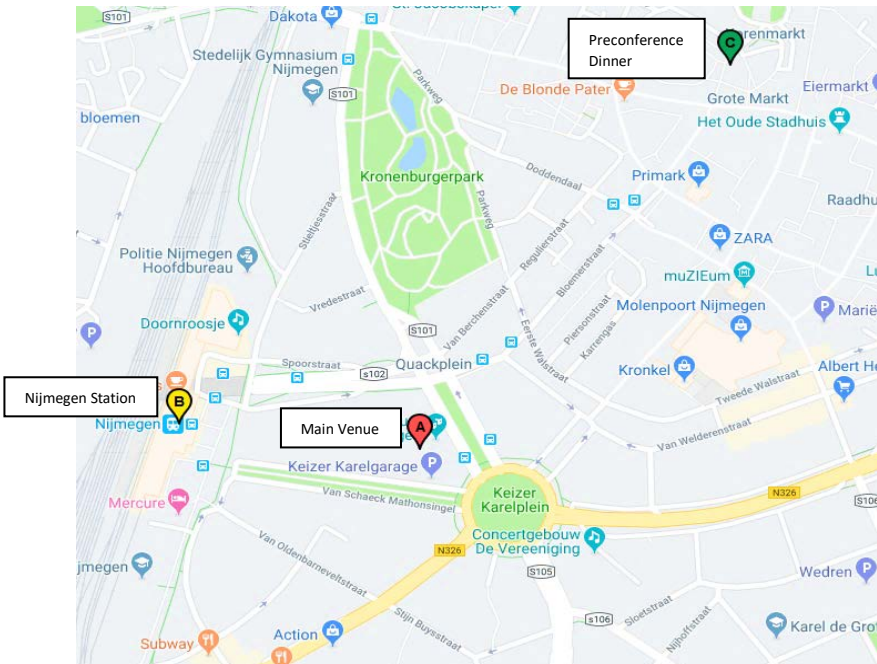 S101
Dakota
Preconference
Dinner
C
Stedelijk Gymnasium
Nijmegen
S101
Parkweg
De Blonde Pater
Grote Markt
Eiermarkt
Het Oude Stadhuis
bloemen
Kronenburgerpark
Doddendaal
Primark
Parkweg
Raadhu
Stieltjesstraat
Regulierstraat
ZARA
Politie Nijmegen
Hoofdbureau
Bloemerstraat
muZIEum
Vredestraat
Van Berchenstraat
Piersonstraat
Molenpoort Nijmegen
Marië
Doornroosje
S101
Eerste Walstraat
Karrengas
P
P
Spoorstraat
Quackplein
s102
Kronkel
Albert He
Nijmegen Station
B
Tweede Walstraat
Main Venue
A
Nijmegen
Van Welderenstraat
Keizer Karelgarage
P
Mercure
Van Schaeck Mathonsingel
Keizer
Karelplein
N326
S106
Concertgebouw
De Vereeniging
Van Oldenbarneveltstraat
N326
jmegen
S105
Wedren
P
s106
Sloetstraat
Stijn Buysstraat
Nijhoffstraat
Karel de Gro
Subway
Action